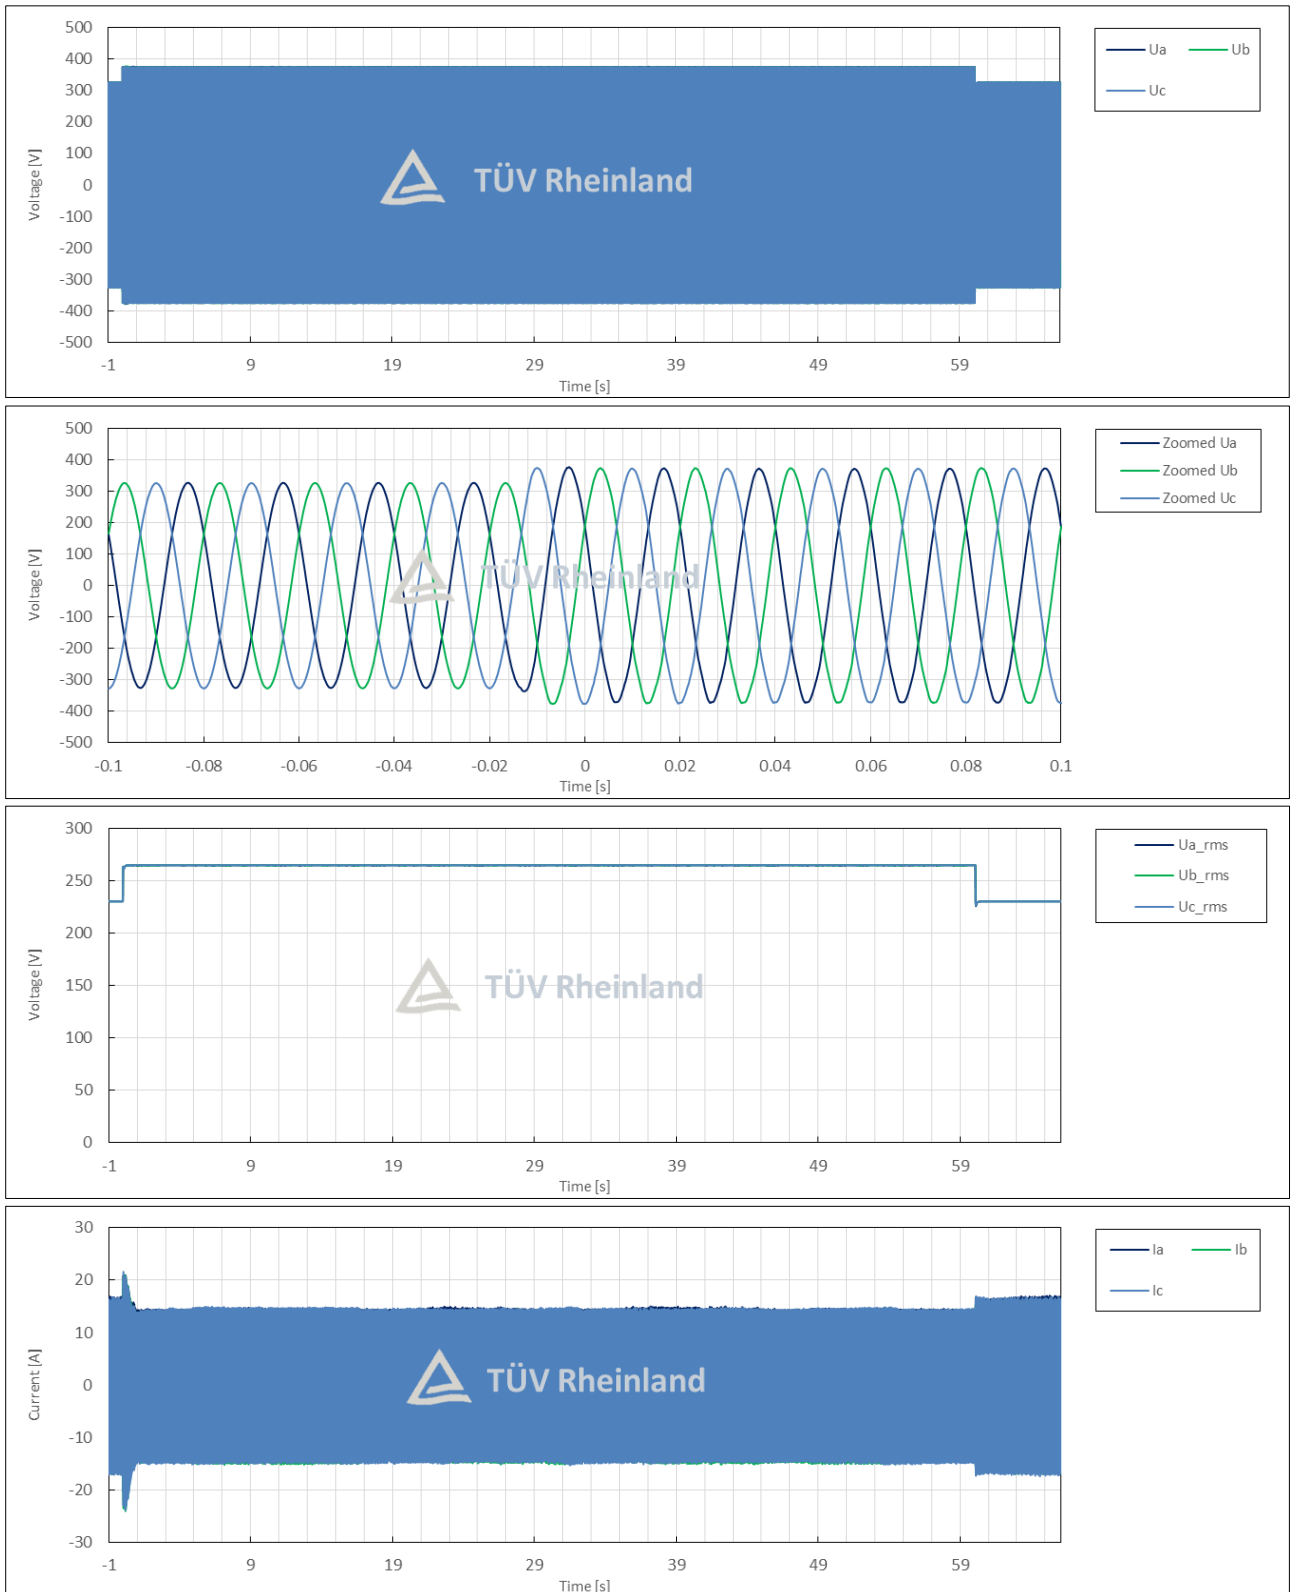 500
400
300
200
100
0
-100
-200
-300
-400
-500
Voltage [V]
-1 9 19 29 39 49 59
Time [s]
Ua Ub
Uc
TÜV Rheinland
500
400
300
200
100
0
-100
-200
-300
-400
-500
Voltage [V]
-0.1 -0.08 -0.06 -0.04 -0.02 0 0.02 0.04 0.06 0.08 0.1
Time [s]
Zoomed Ua
Zoomed Ub
Zoomed Uc
TÜV Rheinland
300
250
200
150
100
50
0
Voltage [V]
-1 9 19 29 39 49 59
Time [s]
Ua_rms
Ub_rms
Uc_rms
TÜV Rheinland
30
20
10
0
-10
-20
-30
Current [A]
-1 9 19 29 39 49 59
Time [s]
Ia Ib
Ic
TÜV Rheinland